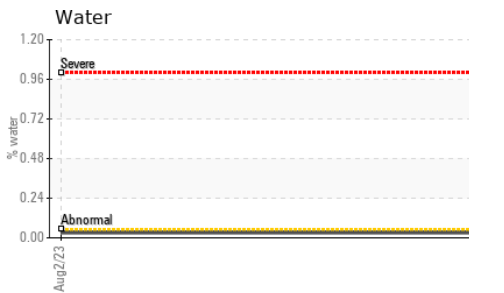 Water
1.20
Severe
0.96
0.72
% water
0.48
0.24
Abnormal
0.00
Aug2/23